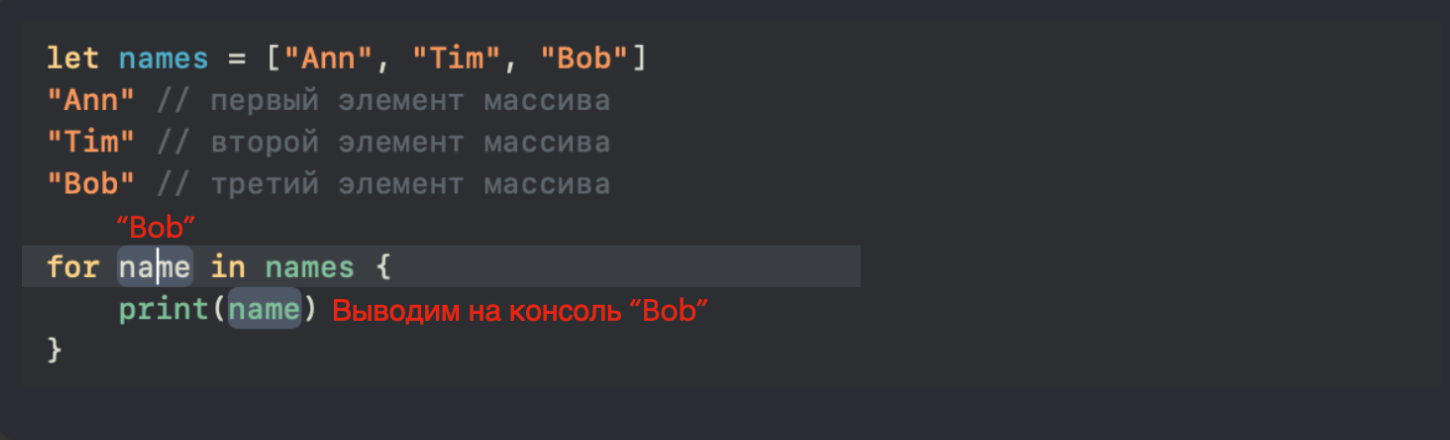 let names = ["Ann", "Tim", "Bob"]
"Ann" // первый элемент массива
"Tim" // второй элемент массива
"Bob" // третий элемент массива
“Bob”
for name in names {
print(name) Выводим на консоль “Bob”
}